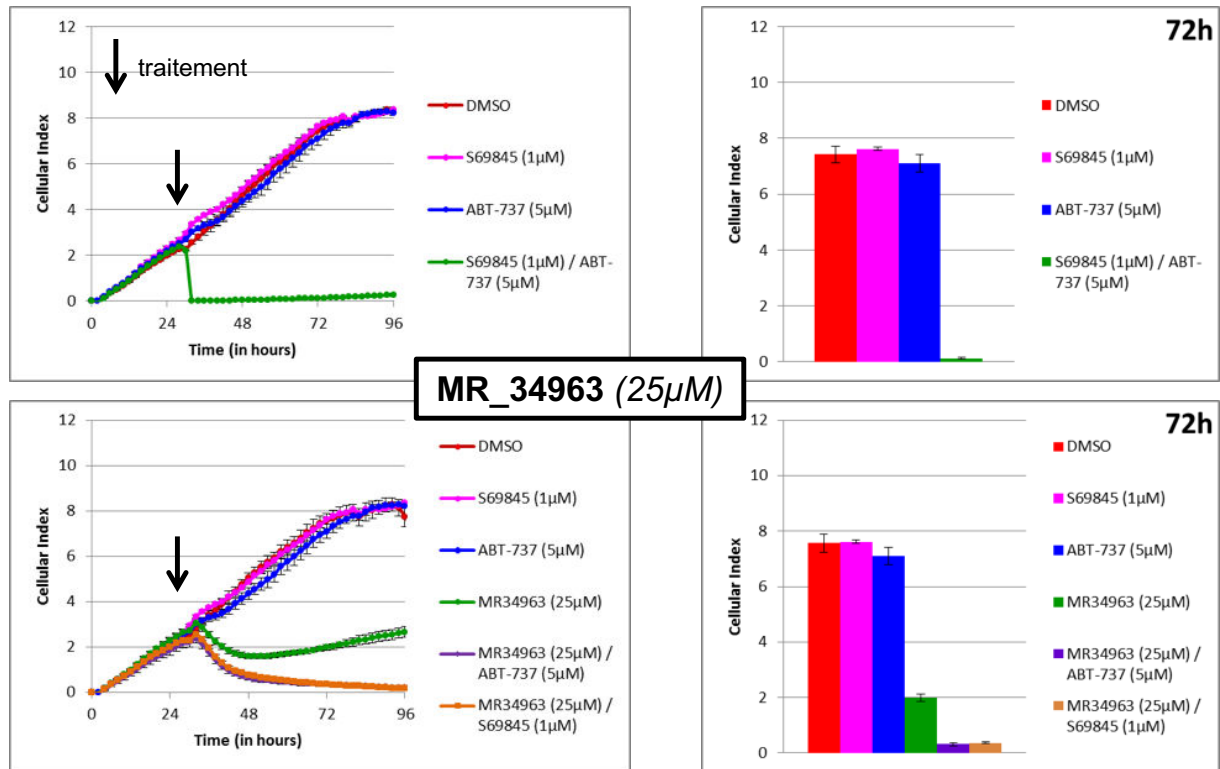 12
10
8
6
4
2
0
Cellular Index
traitement
0 24 48 72 96
Time (in hours)
DMSO
S69845 (1µM)
ABT-737 (5µM)
S69845 (1µM) / ABT-
737 (5µM)
72h
12
10
8
6
4
2
0
Cellular Index
DMSO
S69845 (1µM)
ABT-737 (5µM)
S69845 (1µM) / ABT-
737 (5µM)
MR_34963 (25µM)
12
10
8
6
4
2
0
Cellular Index
0 24 48 72 96
Time (in hours)
DMSO
S69845 (1µM)
ABT-737 (5µM)
MR34963 (25µM)
MR34963 (25µM) /
ABT-737 (5µM)
MR34963 (25µM) /
S69845 (1µM)
72h
12
10
8
6
4
2
0
Cellular Index
DMSO
S69845 (1µM)
ABT-737 (5µM)
MR34963 (25µM)
MR34963 (25µM) /
ABT-737 (5µM)
MR34963 (25µM) /
S69845 (1µM)